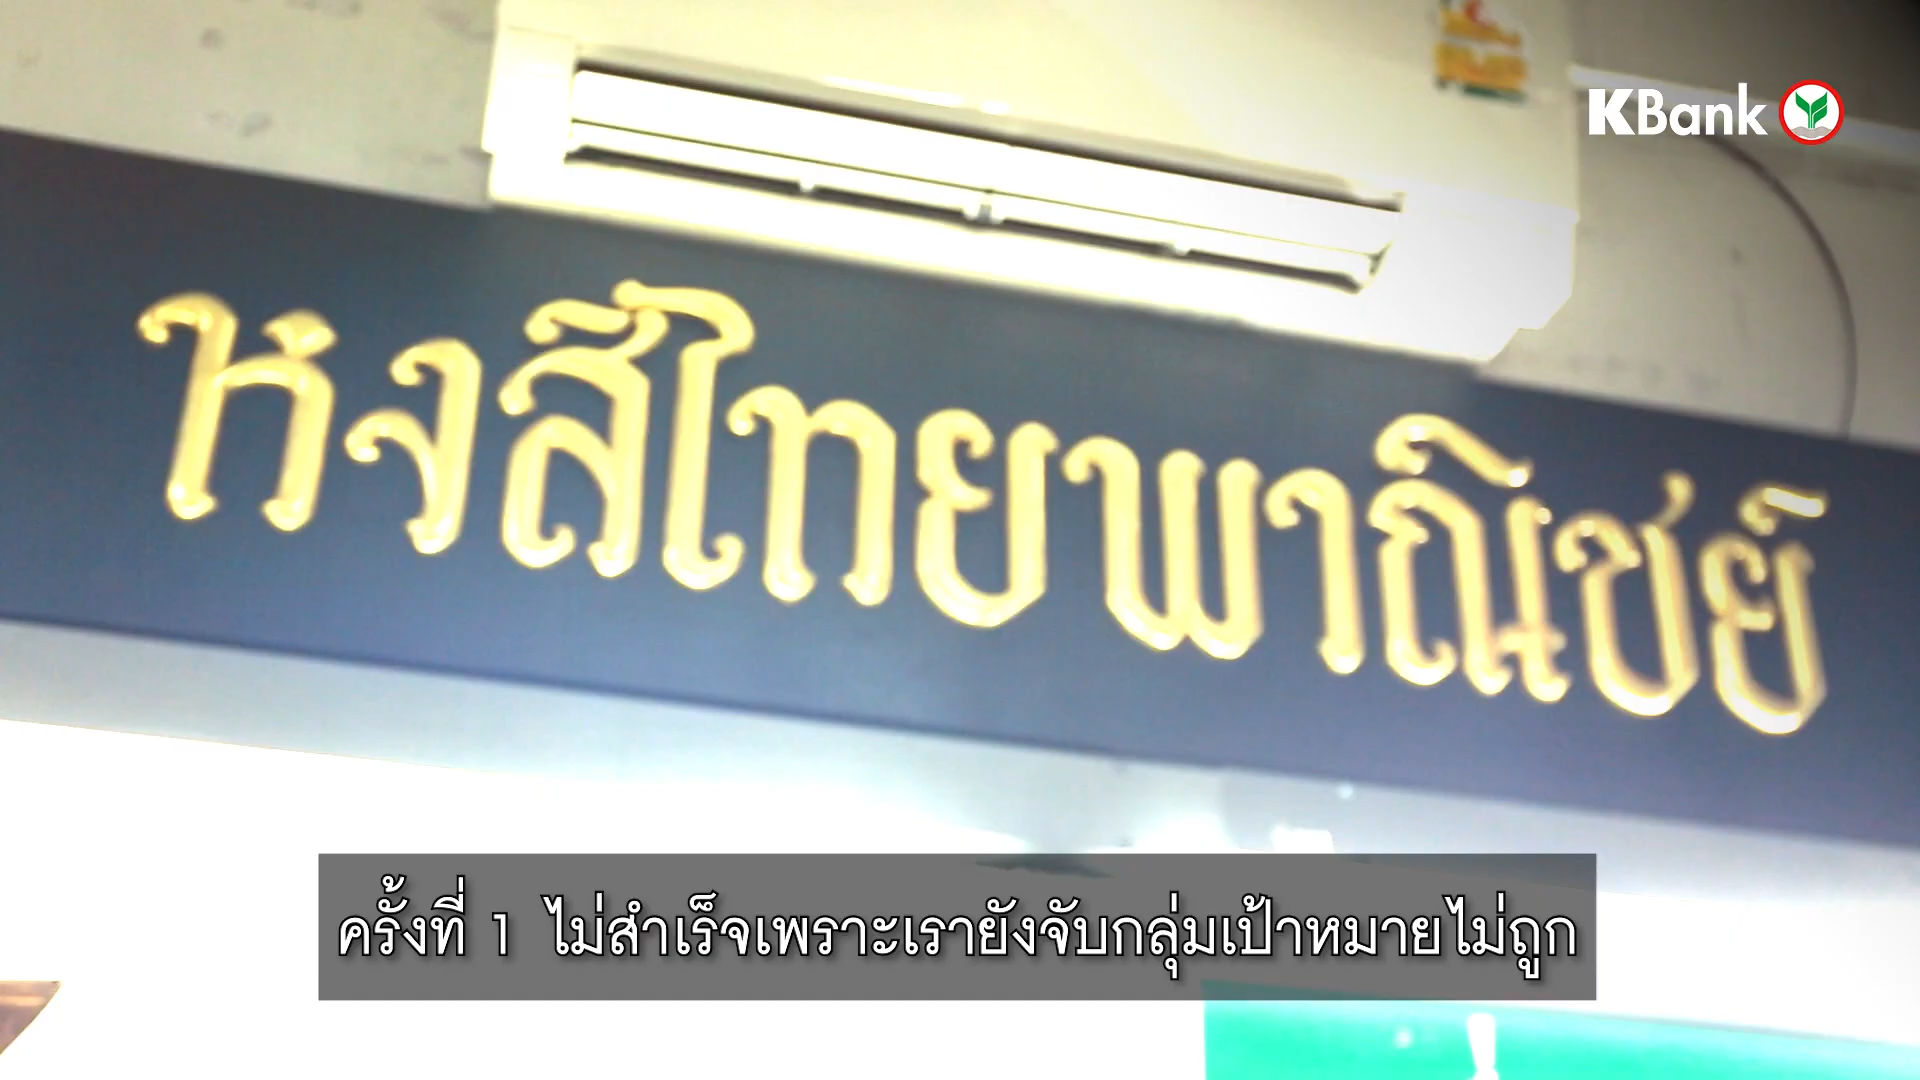 KBank
หงส์ไทยพาณิชย์
ครั้งที่ 1 ไม่สำเร็จเพราะเรายังจับกลุ่มเป้าหมายไม่ถูก